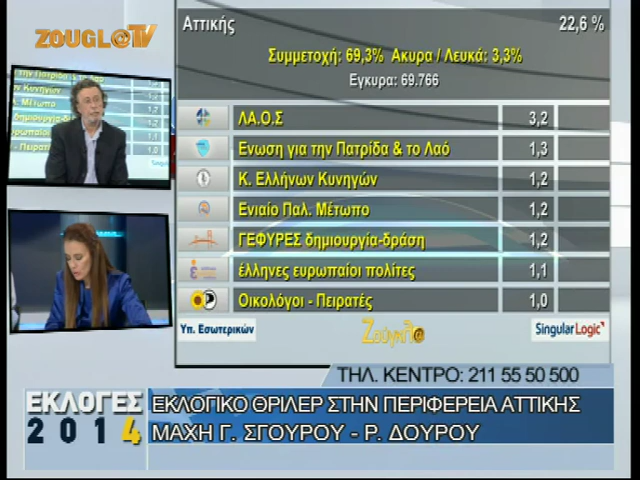 ZOUGL@TV
Αττικής 22,6 %
Συμμετοχή: 69,3% Ακυρα / Λευκά: 3,3%
Εγκυρα: 69.766
ΛΑ.Ο.Σ 3,2
Ενωση για την Πατρίδα & το Λαό 1,3
Κ. Ελλήνων Κυνηγών 1,2
Ενιαίο Παλ. Μέτωπο 1,2
ΓΕΦΥΡΕΣ δημιουργία-δράση 1,2
έλληνες ευρωπαίοι πολίτες 1,1
Οικολόγοι - Πειρατές 1,0
Υπ. Εσωτερικών Ζούγκλ@ SingularLogic
ΤΗΛ. ΚΕΝΤΡΟ: 211 55 50 500
ΕΚΛΟΓΕΣ 2014
ΕΚΛΟΓΙΚΟ ΘΡΙΛΕΡ ΣΤΗΝ ΠΕΡΙΦΕΡΕΙΑ ΑΤΤΙΚΗΣ
ΜΑΧΗ Γ. ΣΓΟΥΡΟΥ - Ρ. ΔΟΥΡΟΥ